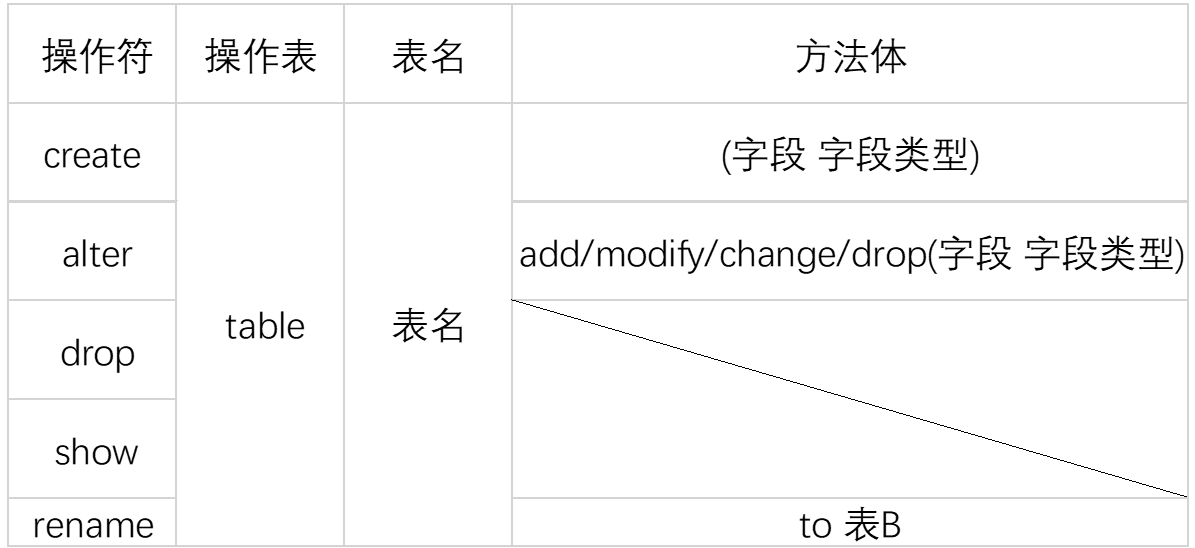 操作符 操作表 表名 方法体
create (字段 字段类型)
alter add/modify/change/drop(字段 字段类型)
table 表名
drop
show
rename to 表B